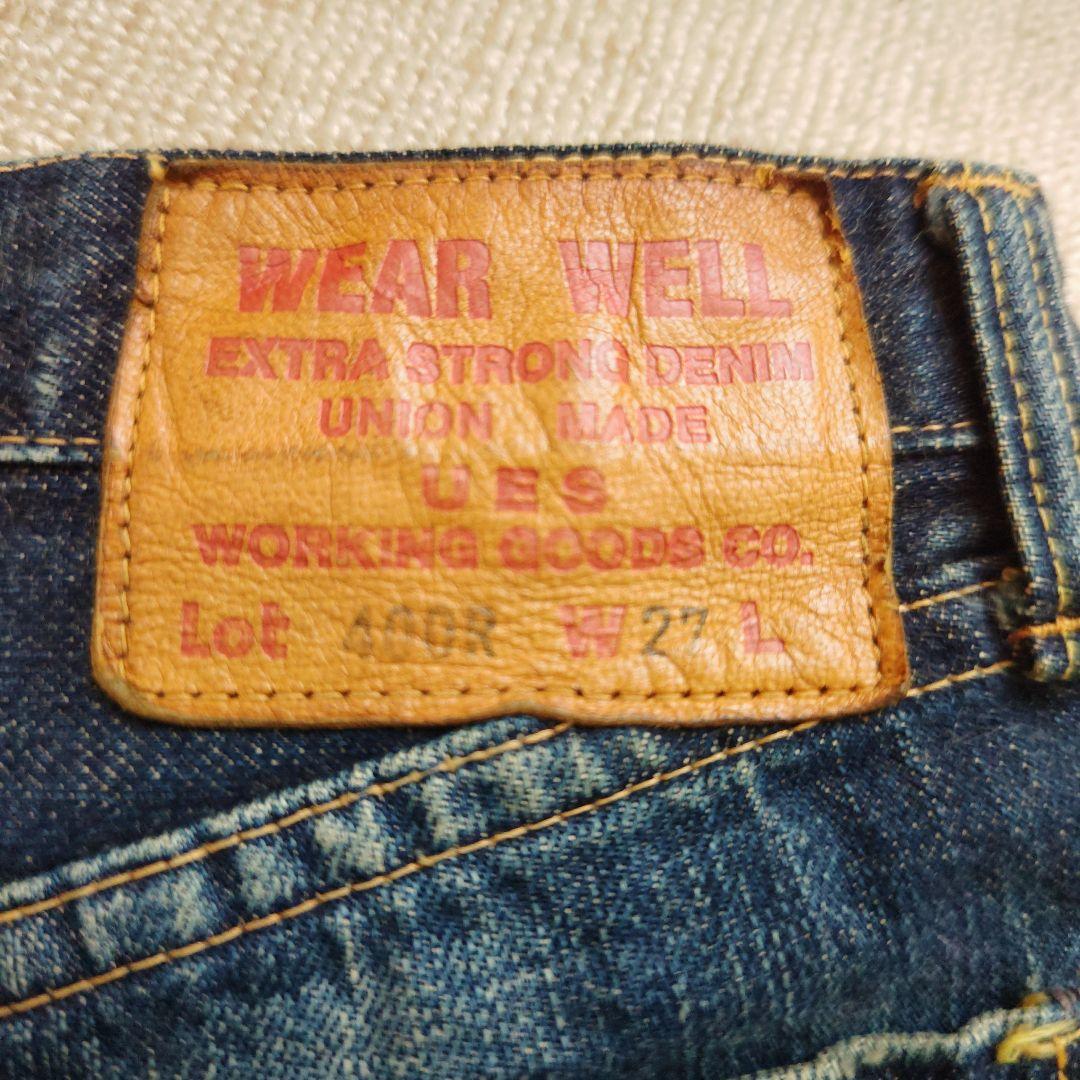 WEAR WELL
EXTRA STRONG DENIM
UNION MADE
UES
WORKING GOODS CO.
Lot 400R W 27 L